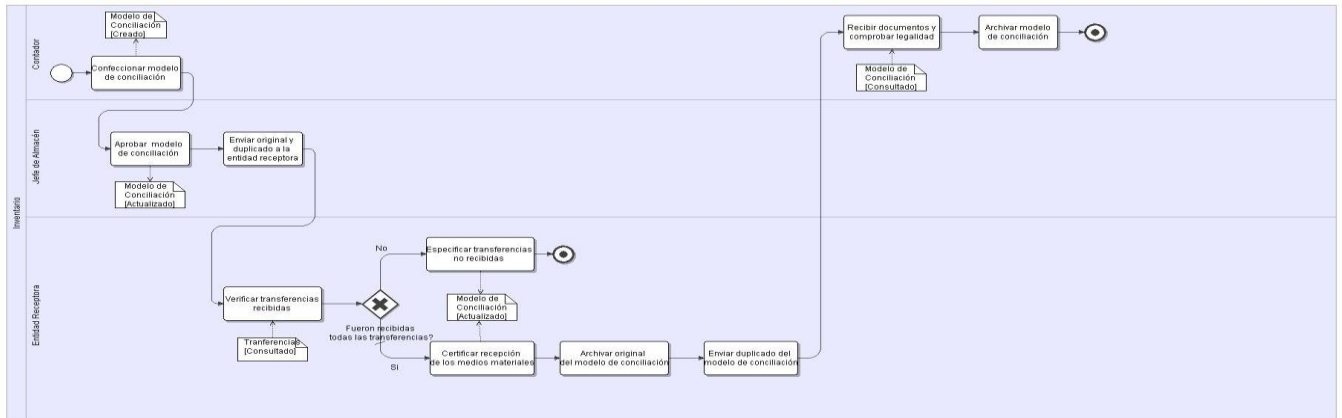 Inventario
Contador
Modelo de
Conciliación
[Creado]
Confeccionar modelo
de conciliación
Recibir documentos y
comprobar legalidad
Archivar modelo
de conciliación
Modelo de
Conciliación
[Consultado]
Jefe de Almacén
Aprobar modelo
de conciliación
Enviar original y
duplicado a la
entidad receptora
Modelo de
Conciliación
[Actualizado]
Entidad Receptora
Verificar transferencias
recibidas
Tranferencias
[Consultado]
Fueron recibidas
todas las transferencias?
No
Especificar transferencias
no recibidas
Modelo de
Conciliación
[Actualizado]
Si
Certificar recepción
de los medios materiales
Archivar original
del modelo de conciliación
Enviar duplicado del
modelo de conciliación